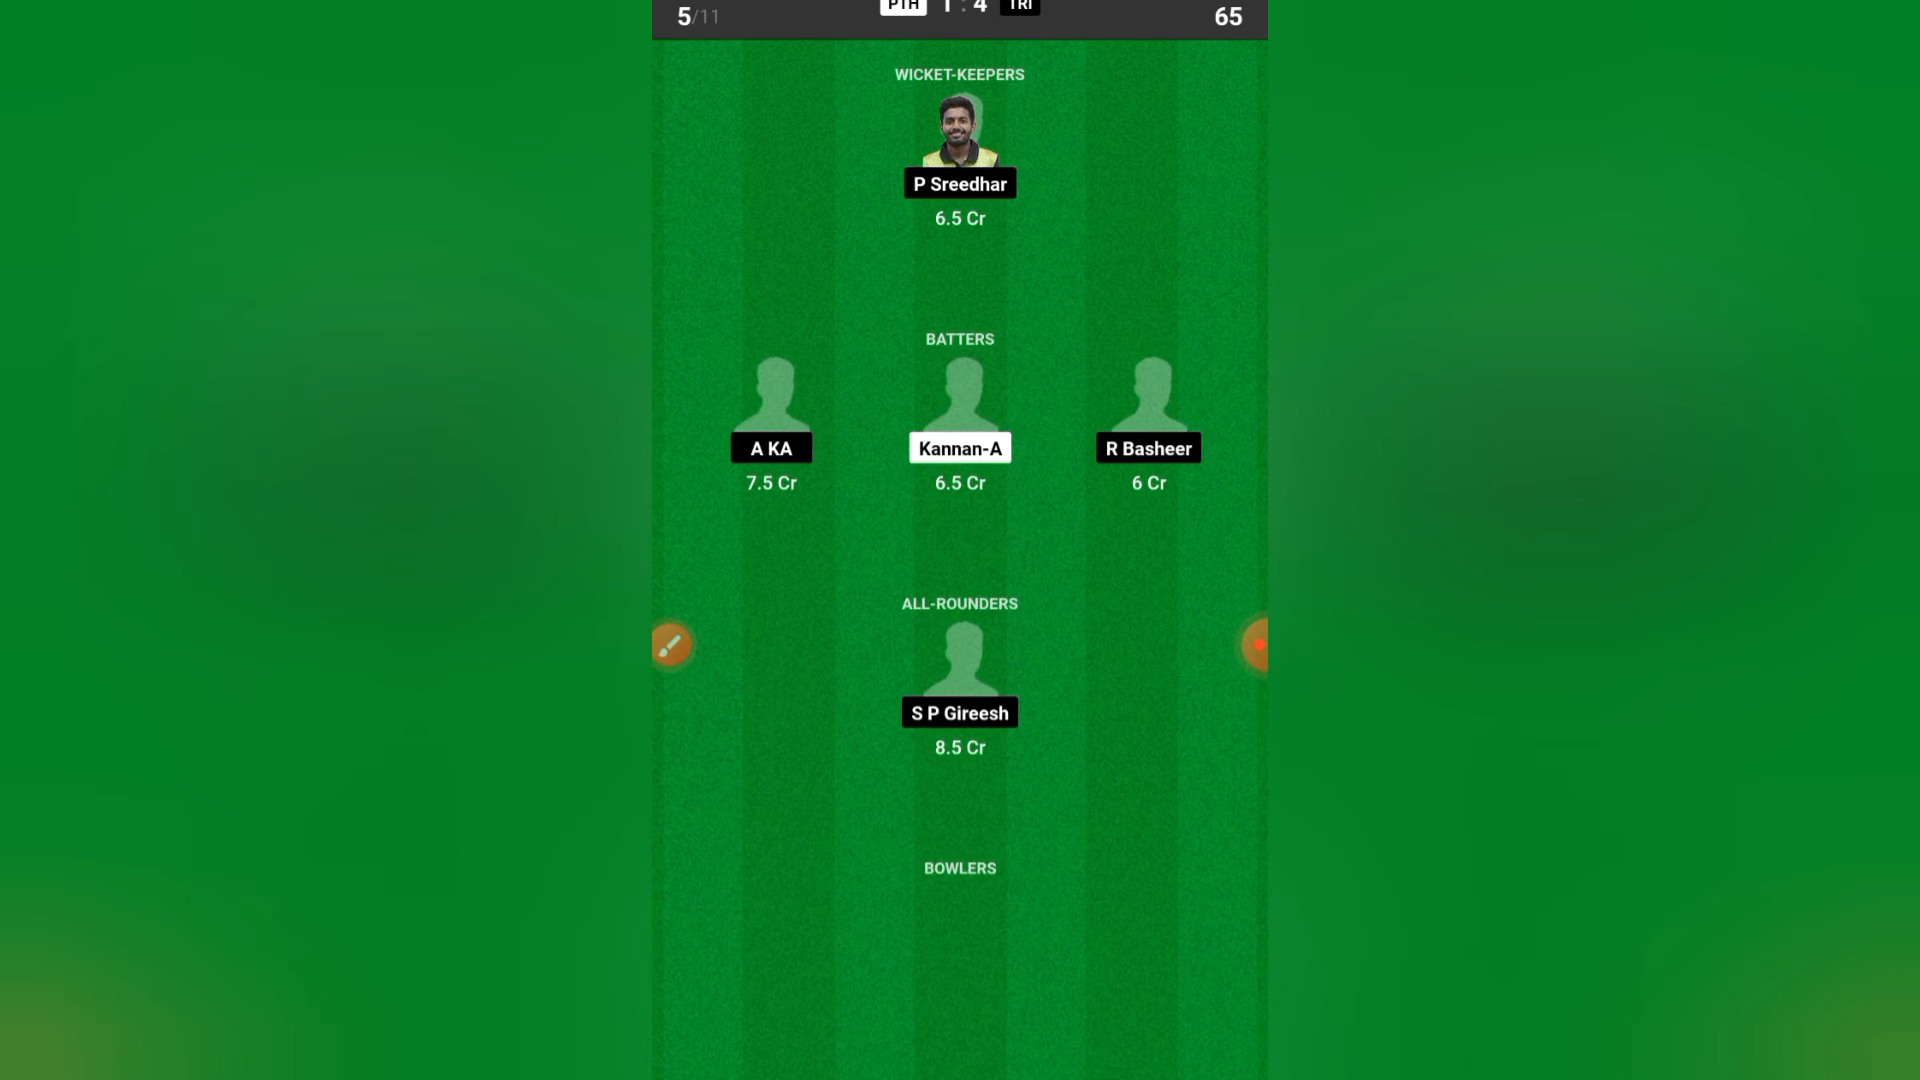 5/11 PTH 1 : 4 TRI 65
WICKET-KEEPERS
P Sreedhar
6.5 Cr
BATTERS
A KA Kannan-A R Basheer
7.5 Cr 6.5 Cr 6 Cr
ALL-ROUNDERS
S P Gireesh
8.5 Cr
BOWLERS